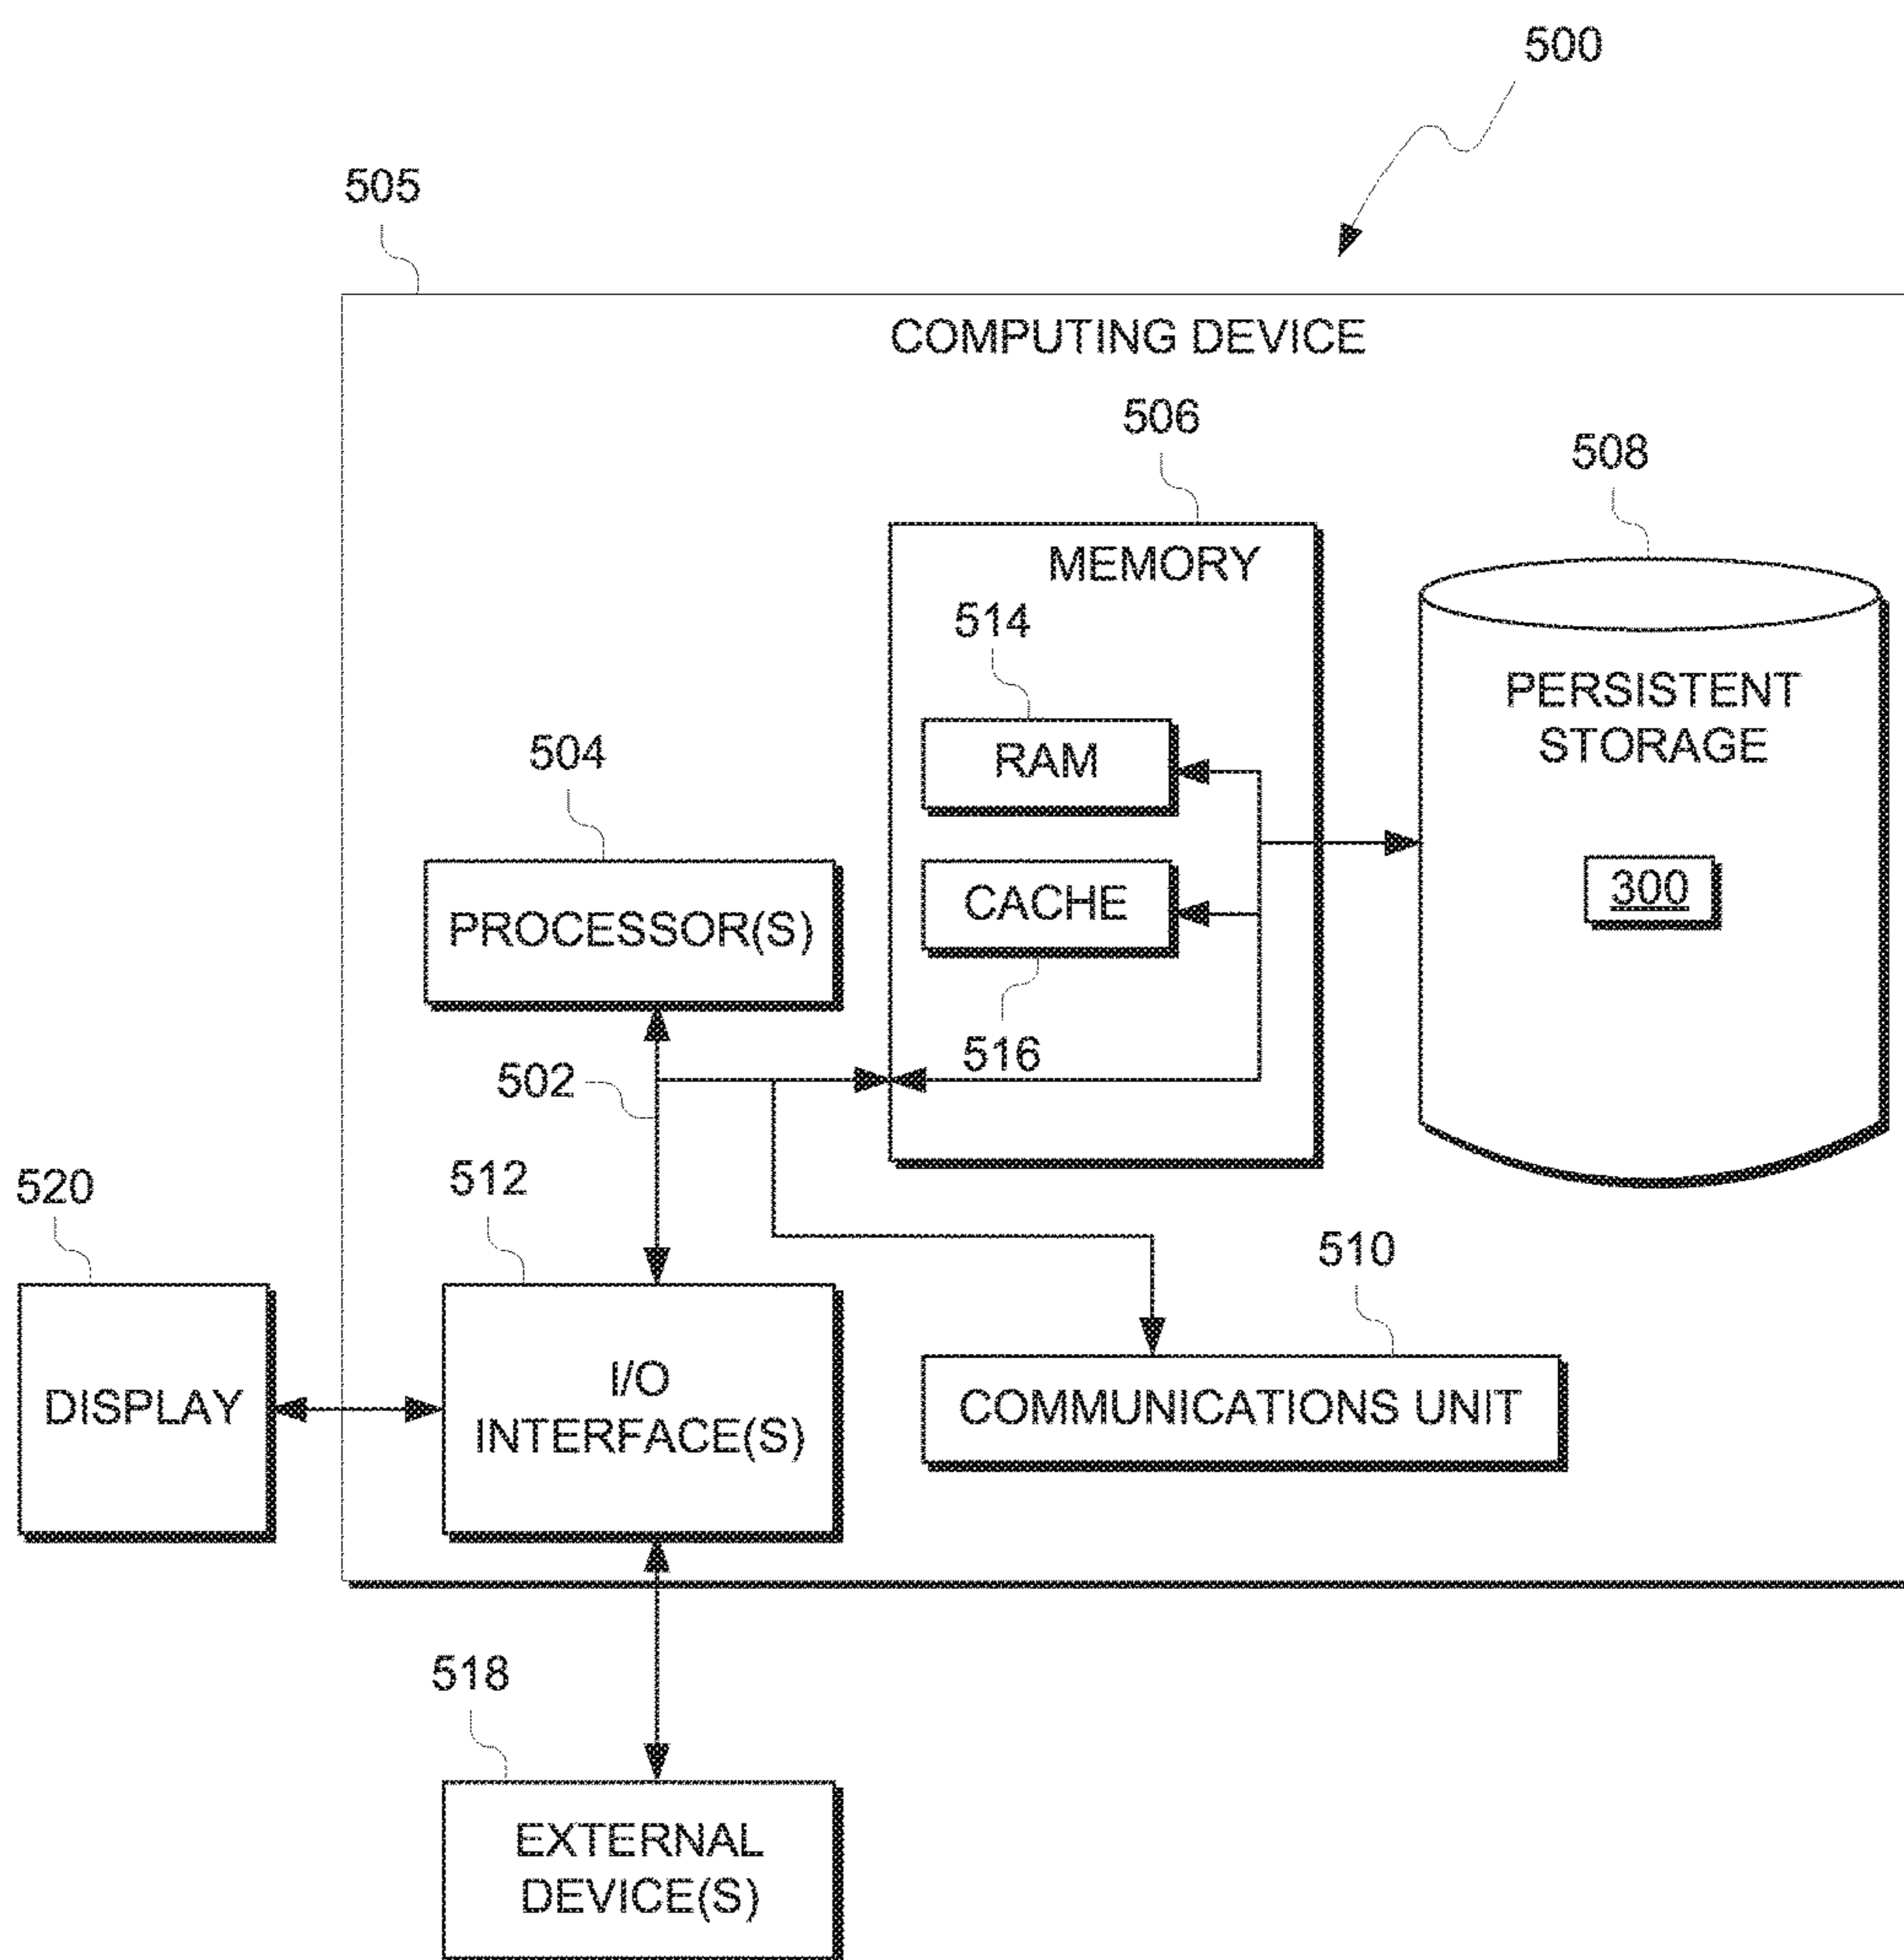 500
505
COMPUTING DEVICE
506
508
MEMORY
514
PERSISTENT
STORAGE
RAM
504
CACHE
300
PROCESSOR(S)
516
502
520
512
510
I/O
INTERFACE(S)
DISPLAY
COMMUNICATIONS UNIT
518
EXTERNAL
DEVICE(S)